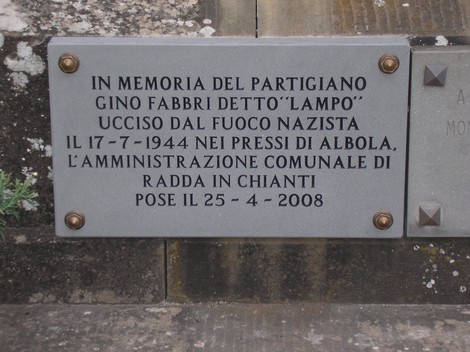 IN MEMORIA DEL PARTIGIANO
GINO FABBRI DETTO "LAMPO"
UCCISO DAL FUOCO NAZISTA
IL 17-7-1944 NEI PRESSI DI ALBOLA,
L'AMMINISTRAZIONE COMUNALE DI
RADDA IN CHIANTI
POSE IL 25-4-2008